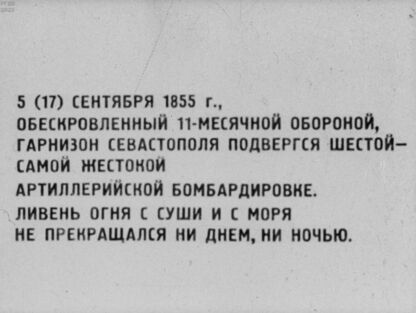 5 (17) СЕНТЯБРЯ 1855 г.,
ОБЕСКРОВЛЕННЫЙ 11-МЕСЯЧНОЙ ОБОРОНОЙ,
ГАРНИЗОН СЕВАСТОПОЛЯ ПОДВЕРГСЯ ШЕСТОЙ—
САМОЙ ЖЕСТОКОЙ
АРТИЛЛЕРИЙСКОЙ БОМБАРДИРОВКЕ.
ЛИВЕНЬ ОГНЯ С СУШИ И С МОРЯ
НЕ ПРЕКРАЩАЛСЯ НИ ДНЕМ, НИ НОЧЬЮ.